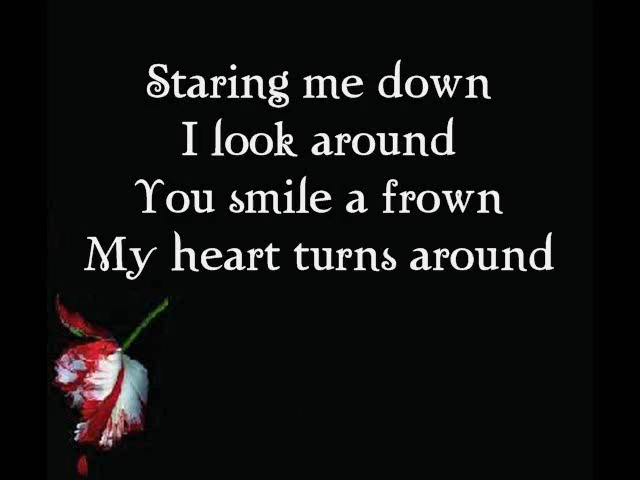 Staring me down
I look around
You smile a frown
My heart turns around